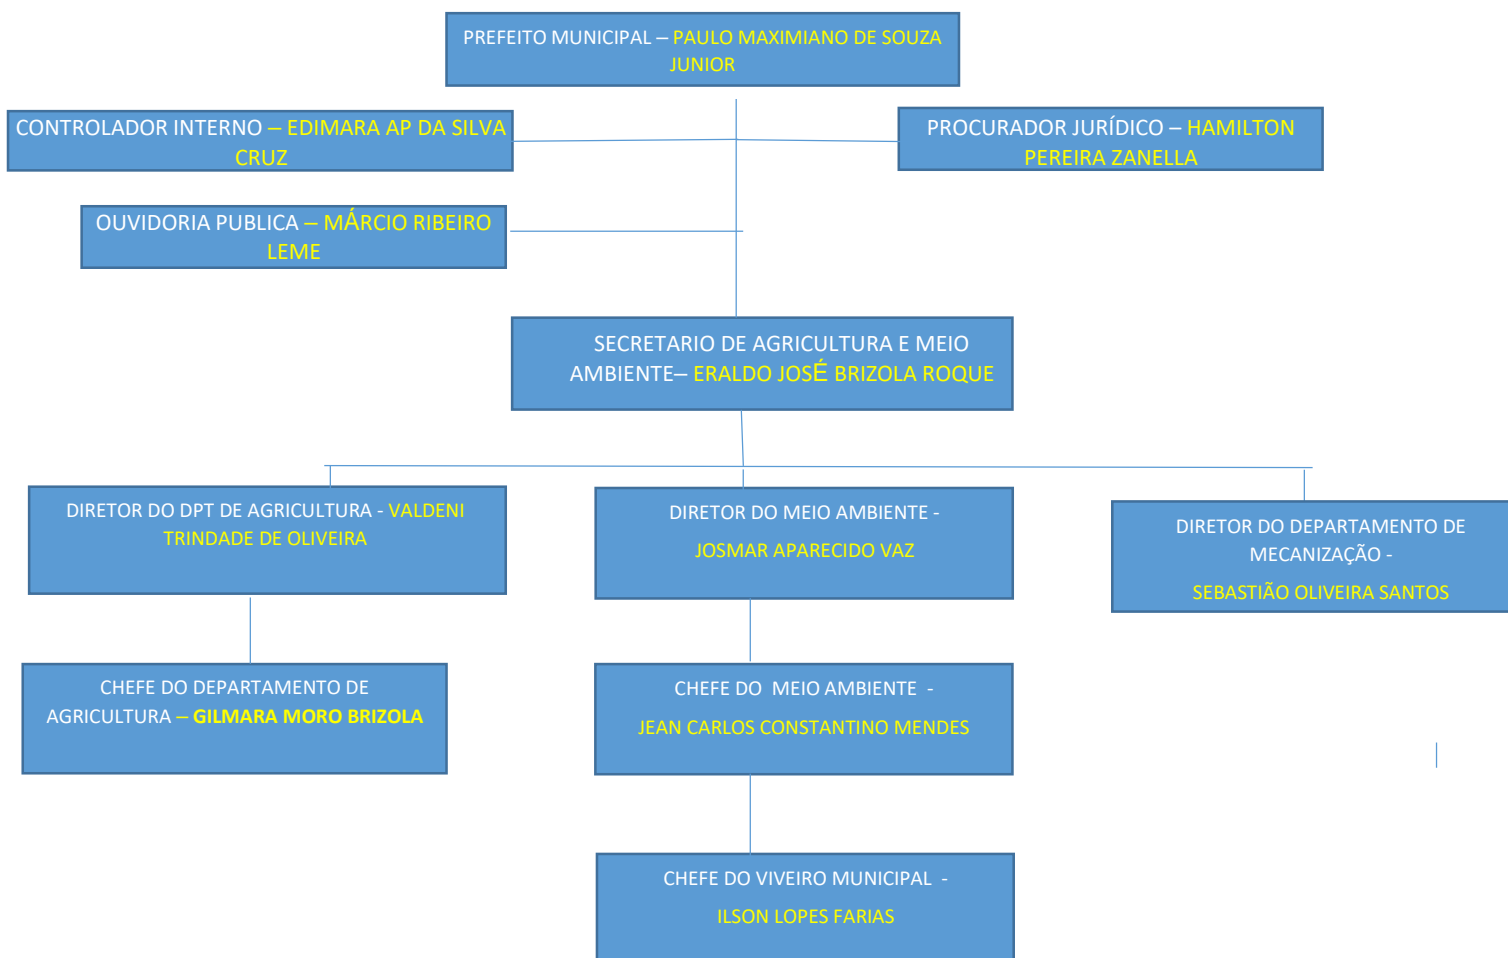 PREFEITO MUNICIPAL – PAULO MAXIMIANO DE SOUZA
JUNIOR
CONTROLADOR INTERNO – EDIMARA AP DA SILVA
CRUZ
PROCURADOR JURÍDICO – HAMILTON
PEREIRA ZANELLA
OUVIDORIA PUBLICA – MÁRCIO RIBEIRO
LEME
SECRETARIO DE AGRICULTURA E MEIO
AMBIENTE– ERALDO JOSÉ BRIZOLA ROQUE
DIRETOR DO DPT DE AGRICULTURA - VALDENI
TRINDADE DE OLIVEIRA
DIRETOR DO MEIO AMBIENTE -
JOSMAR APARECIDO VAZ
DIRETOR DO DEPARTAMENTO DE
MECANIZAÇÃO -
SEBASTIÃO OLIVEIRA SANTOS
CHEFE DO DEPARTAMENTO DE
AGRICULTURA – GILMARA MORO BRIZOLA
CHEFE DO  MEIO AMBIENTE  -
JEAN CARLOS CONSTANTINO MENDES
CHEFE DO VIVEIRO MUNICIPAL  -
ILSON LOPES FARIAS